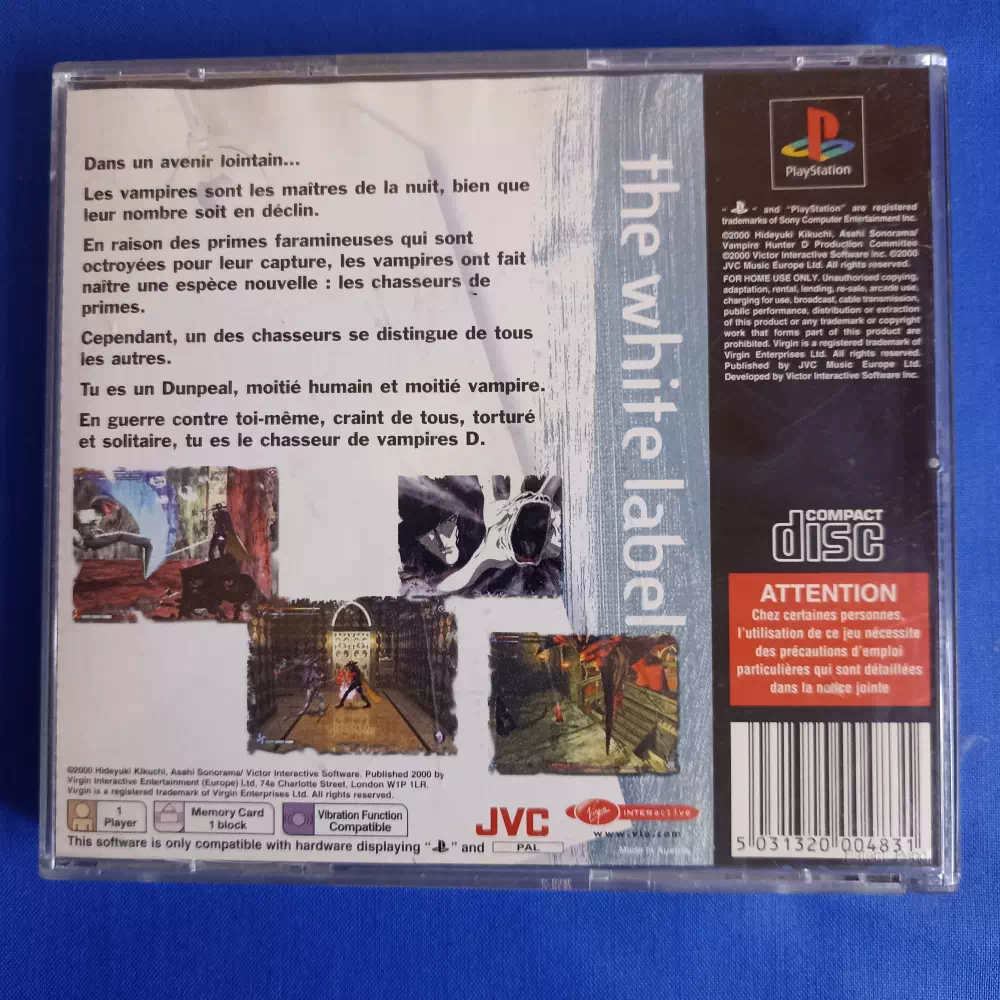 Dans un avenir lointain...
Les vampires sont les maîtres de la nuit, bien que
leur nombre soit en déclin.
En raison des primes faramineuses qui sont
octroyées pour leur capture, les vampires ont fait
naître une espèce nouvelle : les chasseurs de
primes.
Cependant, un des chasseurs se distingue de tous
les autres.
Tu es un Dunpeal, moitié humain et moitié vampire.
En guerre contre toi-même, craint de tous, torturé
et solitaire, tu es le chasseur de vampires D.
©2000 Hideyuki Kikuchi, Asahi Sonorama/ Victor Interactive Software. Published 2000 by
Virgin Interactive Entertainment (Europe) Ltd, 74a Charlotte Street, London W1P 1LR.
Virgin is a registered trademark of Virgin Enterprises Ltd. All rights reserved.
1
Player
Memory Card
1 block
Vibration Function
Compatible
This software is only compatible with hardware displaying " " and PAL
JVC
Virgin INTERACTIVE
www.vie.com
Made in Austria
the white label
PlayStation
" " and "PlayStation" are registered
trademarks of Sony Computer Entertainment Inc.
©2000 Hideyuki Kikuchi, Asahi Sonorama/
Vampire Hunter D Production Committee
©2000 Victor Interactive Software Inc. ©2000
JVC Music Europe Ltd. All rights reserved.
FOR HOME USE ONLY. Unauthorised copying,
adaptation, rental, lending, re-sale, arcade use,
charging for use, broadcast, cable transmission,
public performance, distribution or extraction
of this product or any trademark or copyright
work that forms part of this product are
prohibited. Virgin is a registered trademark of
Virgin Enterprises Ltd. All rights reserved.
Published by JVC Music Europe Ltd.
Developed by Victor Interactive Software Inc.
COMPACT
disc
ATTENTION
Chez certaines personnes,
l'utilisation de ce jeu nécessite
des précautions d'emploi
particulières qui sont détaillées
dans la notice jointe
5 031320 004831